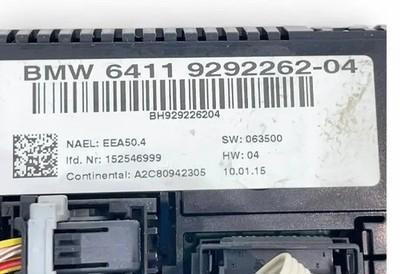 BMW 6411 9292262-04
BH929226204
NAEL: EEA50.4 SW: 063500
lfd. Nr: 152546999 HW: 04
Continental: A2C80942305 10.01.15